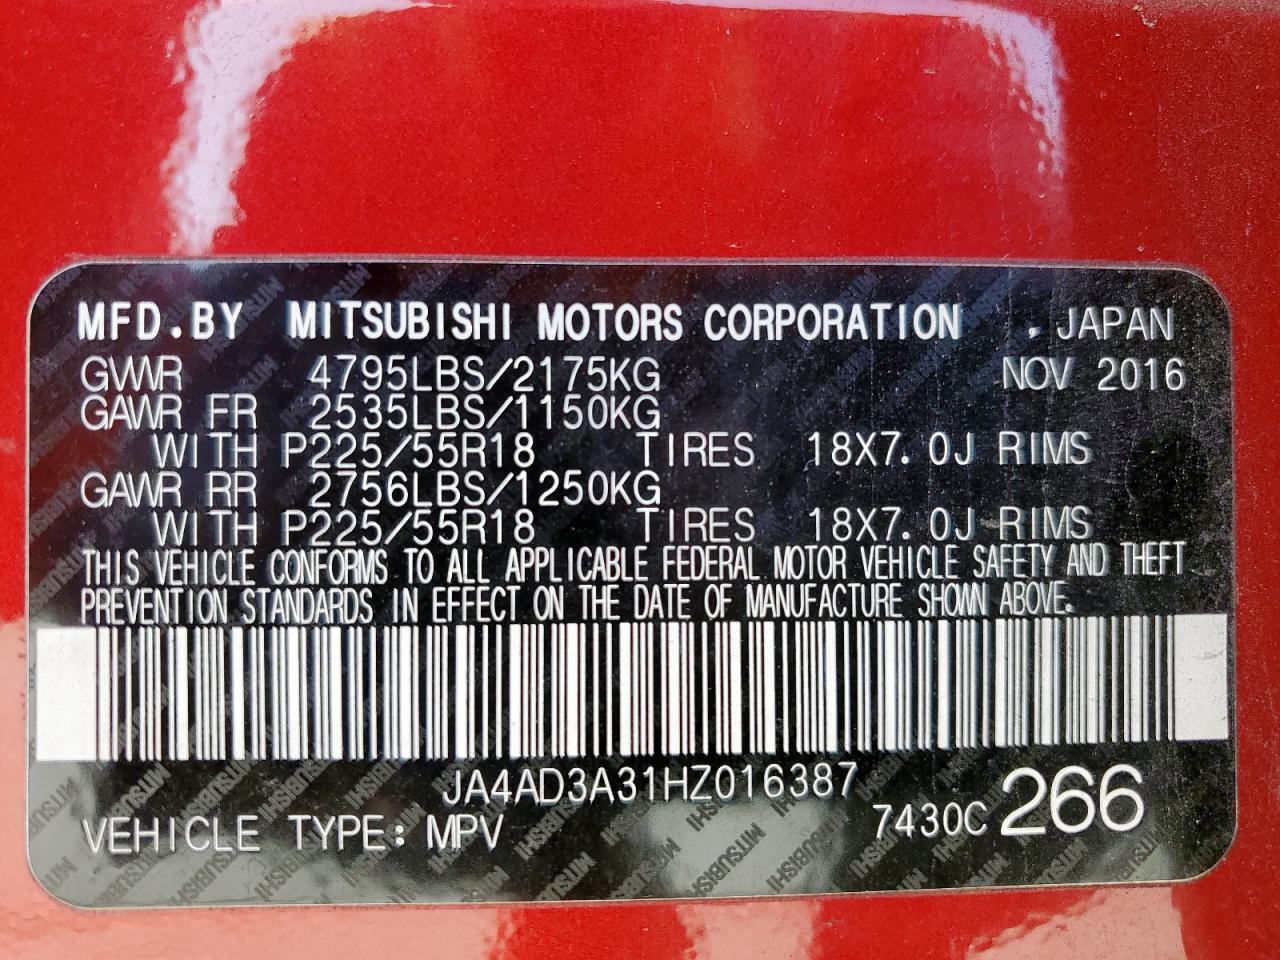 MFD.BY MITSUBISHI MOTORS CORPORATION , JAPAN
GVWR 4795LBS/2175KG NOV 2016
GAWR FR 2535LBS/1150KG
WITH P225/55R18 TIRES 18X7.0J RIMS
GAWR RR 2756LBS/1250KG
WITH P225/55R18 TIRES 18X7.0J RIMS
THIS VEHICLE CONFORMS TO ALL APPLICABLE FEDERAL MOTOR VEHICLE SAFETY AND THEFT
PREVENTION STANDARDS IN EFFECT ON THE DATE OF MANUFACTURE SHOWN ABOVE.
JA4AD3A31HZ016387
VEHICLE TYPE: MPV 7430C 266